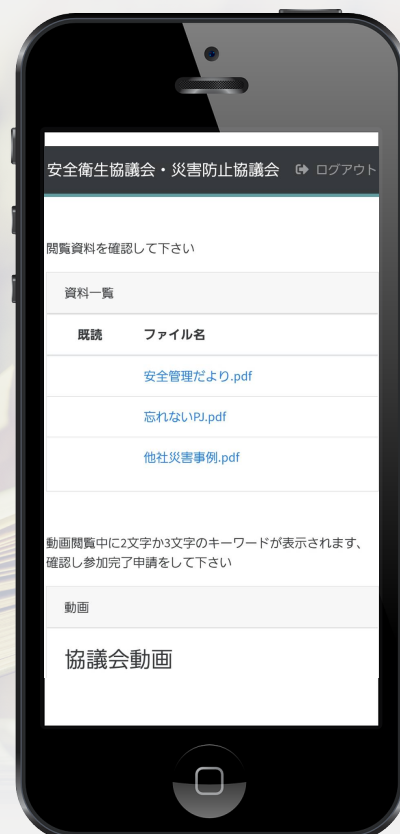 安全衛生協議会・災害防止協議会 ログアウト
閲覧資料を確認して下さい
資料一覧
既読 ファイル名
安全管理だより.pdf
忘れないPJ.pdf
他社災害事例.pdf
動画閲覧中に2文字か3文字のキーワードが表示されます、
確認し参加完了申請をして下さい
動画
協議会動画